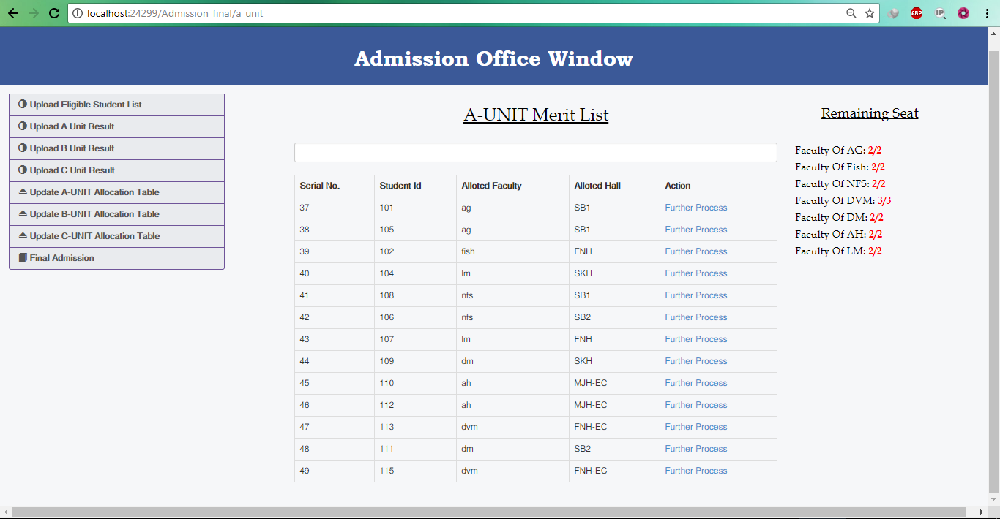 localhost:24299/Admission_final/a_unit
ABP
IP
Admission Office Window
Upload Eligible Student List
Upload A Unit Result
Upload B Unit Result
Upload C Unit Result
Update A-UNIT Allocation Table
Update B-UNIT Allocation Table
Update C-UNIT Allocation Table
Final Admission
A-UNIT Merit List
Serial No. Student Id Alloted Faculty Alloted Hall Action
37 101 ag SB1 Further Process
38 105 ag SB1 Further Process
39 102 fish FNH Further Process
40 104 lm SKH Further Process
41 108 nfs SB1 Further Process
42 106 nfs SB2 Further Process
43 107 lm FNH Further Process
44 109 dm SKH Further Process
45 110 ah MJH-EC Further Process
46 112 ah MJH-EC Further Process
47 113 dvm FNH-EC Further Process
48 111 dm SB2 Further Process
49 115 dvm FNH-EC Further Process
Remaining Seat
Faculty Of AG: 2/2
Faculty Of Fish: 2/2
Faculty Of NFS: 2/2
Faculty Of DVM: 3/3
Faculty Of DM: 2/2
Faculty Of AH: 2/2
Faculty Of LM: 2/2